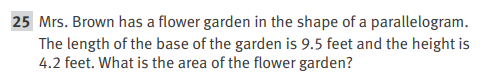 25 Mrs. Brown has a flower garden in the shape of a parallelogram.
The length of the base of the garden is 9.5 feet and the height is
4.2 feet. What is the area of the flower garden?